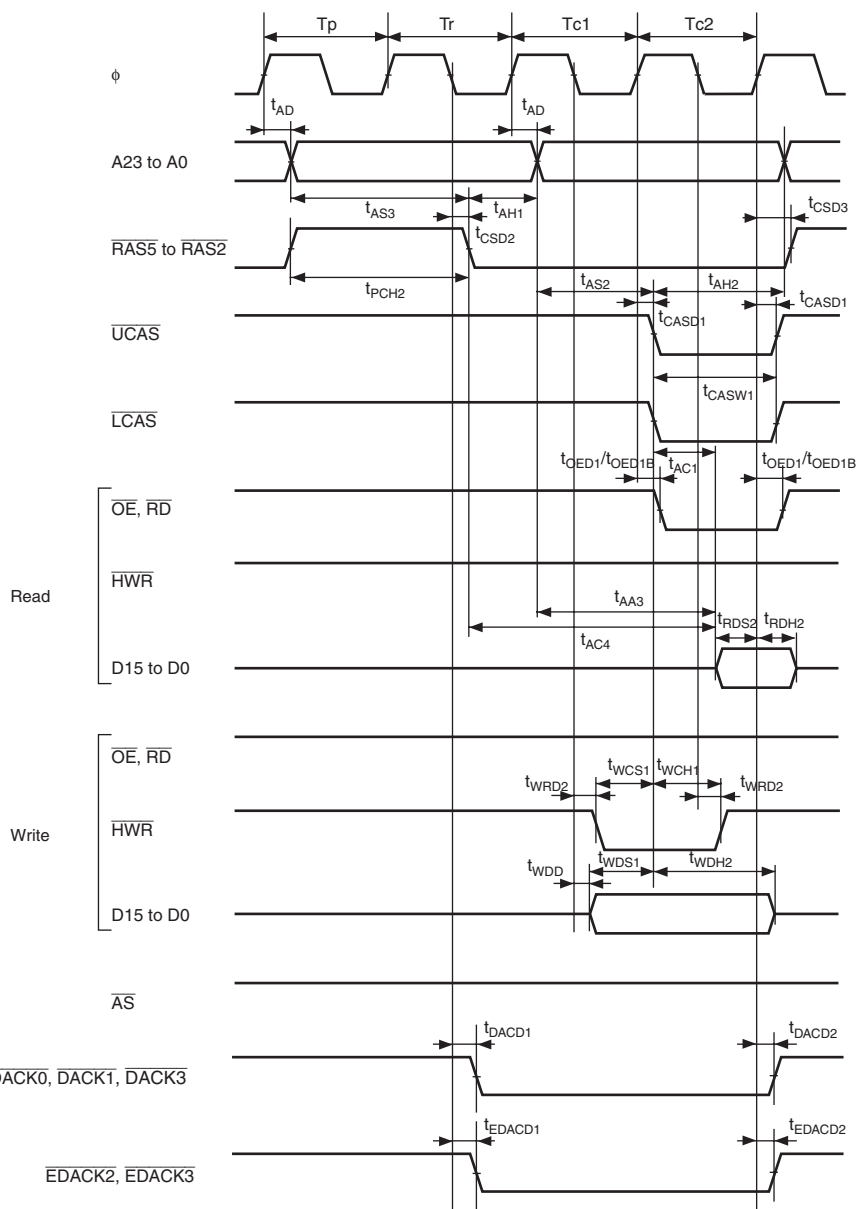 Tp Tr Tc1 Tc2
ϕ
tAD tAD
A23 to A0
tAS3 tAH1 tCSD3
tCSD2
RAS5 to RAS2
tPCH2 tAS2 tAH2
tCASD1 tCASD1
UCAS
tCASW1
LCAS
tOED1/tOED1B tAC1 tOED1/tOED1B
OE, RD
HWR
Read
tAA3
tRDS2 tRDH2
tAC4
D15 to D0
OE, RD
tWCS1 tWCH1
tWRD2 tWRD2
HWR
Write
tWDS1 tWDH2
tWDD
D15 to D0
AS
tDACD1 tDACD2
DACK0, DACK1, DACK3
tEDACD1 tEDACD2
EDACK2, EDACK3